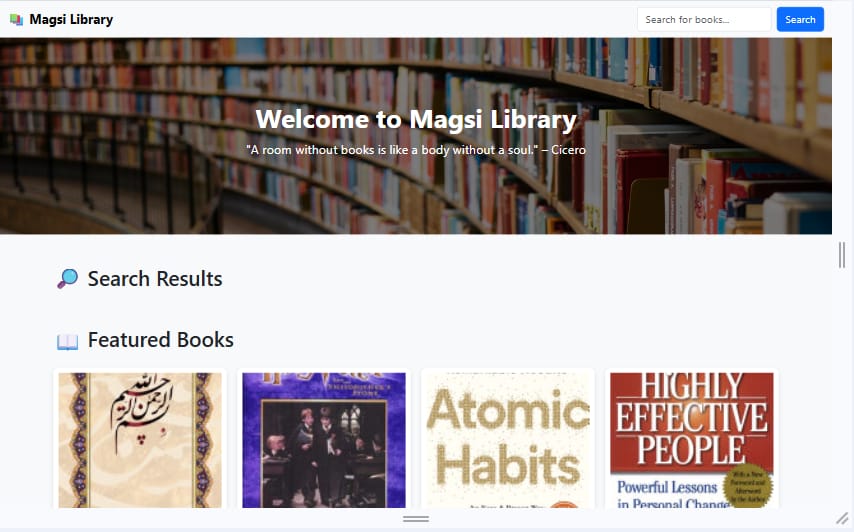 Magsi Library
Search for books...
Search
Welcome to Magsi Library
"A room without books is like a body without a soul." – Cicero
Search Results
Featured Books
بسم الله الرحمن الرحيم
STONE
Atomic
Habits
HIGHLY
EFFECTIVE
PEOPLE
Powerful Lessons
in Personal Change
With a New
Foreword and
Afterword by
the Author